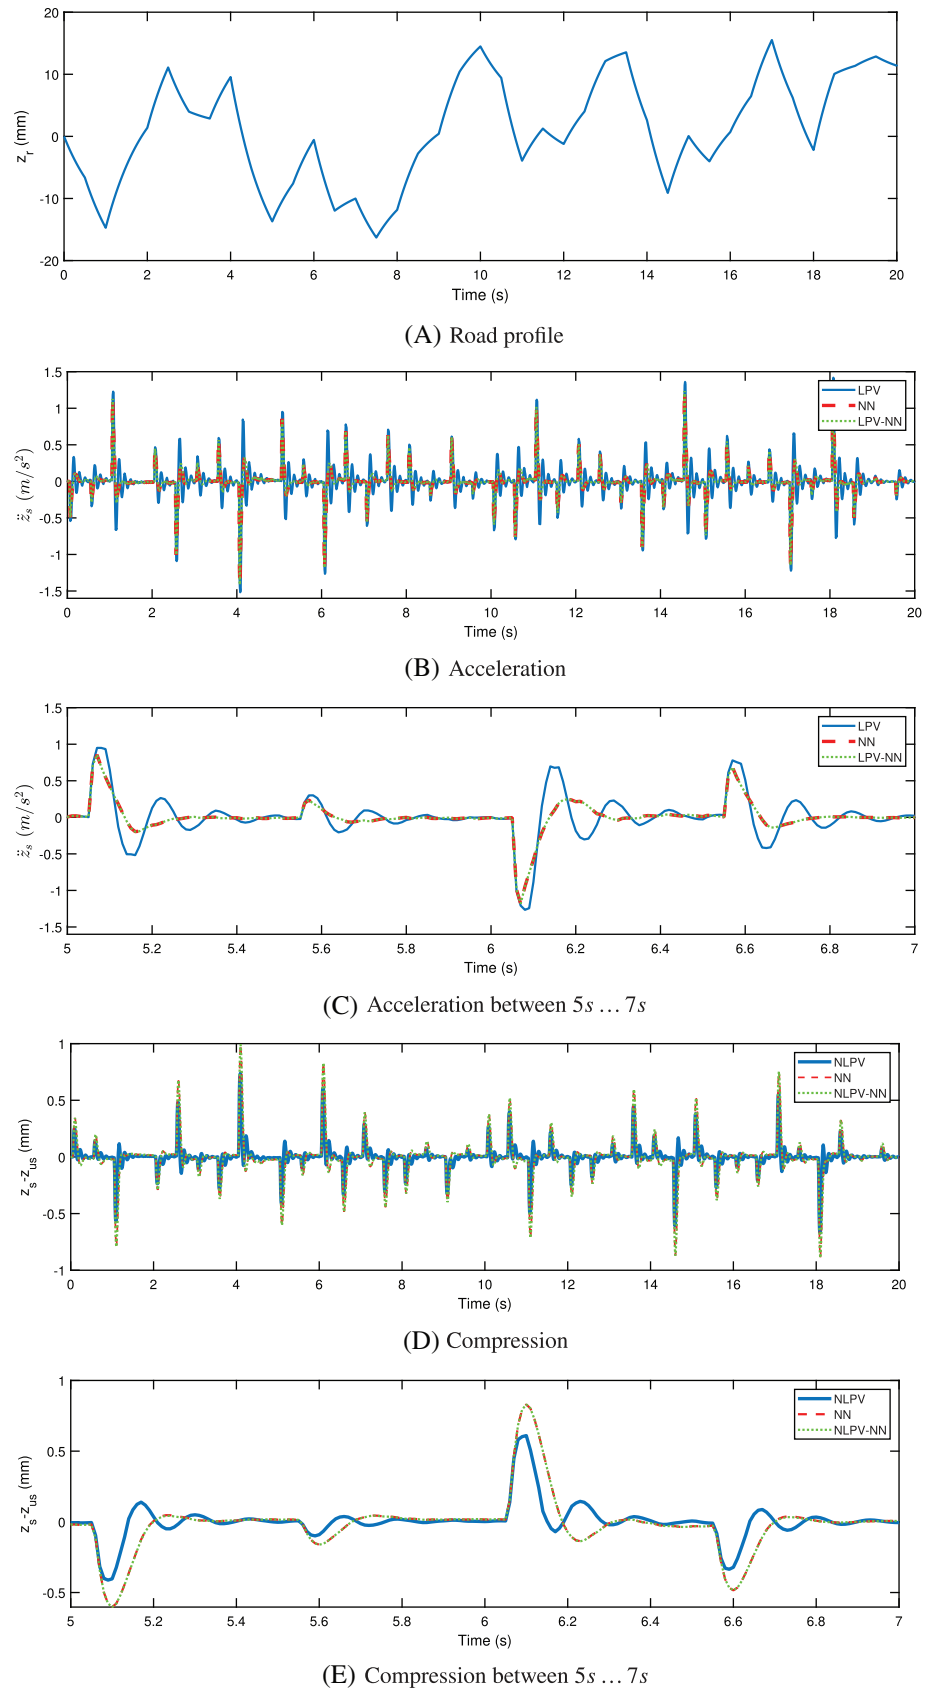 20
10
0
-10
-20
z_r (mm)
0 2 4 6 8 10 12 14 16 18 20
Time (s)
(A) Road profile
1.5
1
0.5
0
-0.5
-1
-1.5
z̈_s (m/s²)
LPV
NN
LPV-NN
0 2 4 6 8 10 12 14 16 18 20
Time (s)
(B) Acceleration
1.5
1
0.5
0
-0.5
-1
-1.5
z̈_s (m/s²)
LPV
NN
LPV-NN
5 5.2 5.4 5.6 5.8 6 6.2 6.4 6.6 6.8 7
Time (s)
(C) Acceleration between 5s … 7s
1
0.5
0
-0.5
-1
z_s-z_us (mm)
NLPV
NN
NLPV-NN
0 2 4 6 8 10 12 14 16 18 20
Time (s)
(D) Compression
1
0.5
0
-0.5
z_s-z_us (mm)
NLPV
NN
NLPV-NN
5 5.2 5.4 5.6 5.8 6 6.2 6.4 6.6 6.8 7
Time (s)
(E) Compression between 5s … 7s